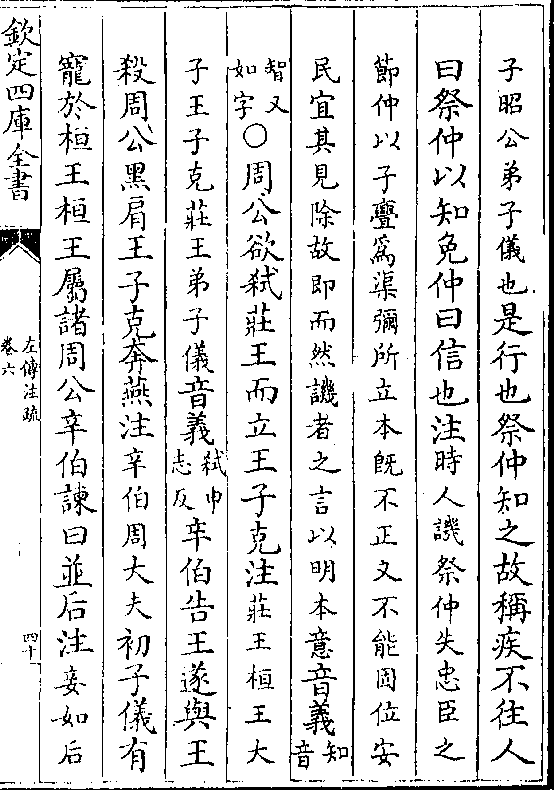 子昭公弟子儀也是行也祭仲知之故稱疾不往人
曰祭仲以知免仲曰信也注時人譏祭仲失忠臣之
節仲以子亹為渠彌所立本既不正又不能固位安
民宜其見除故即而然譏者之言以明本意音義知音
智又如字○周公欲弑莊王而立王子克注莊王桓王大
子王子克莊王弟子儀音義弑申志反辛伯告王遂與王
殺周公黑肩王子克奔燕注辛伯周大夫初子儀有
寵於桓王桓王屬諸周公辛伯諫曰並后注妾如后
欽定四庫全書
左傳注疏
卷六
四十一